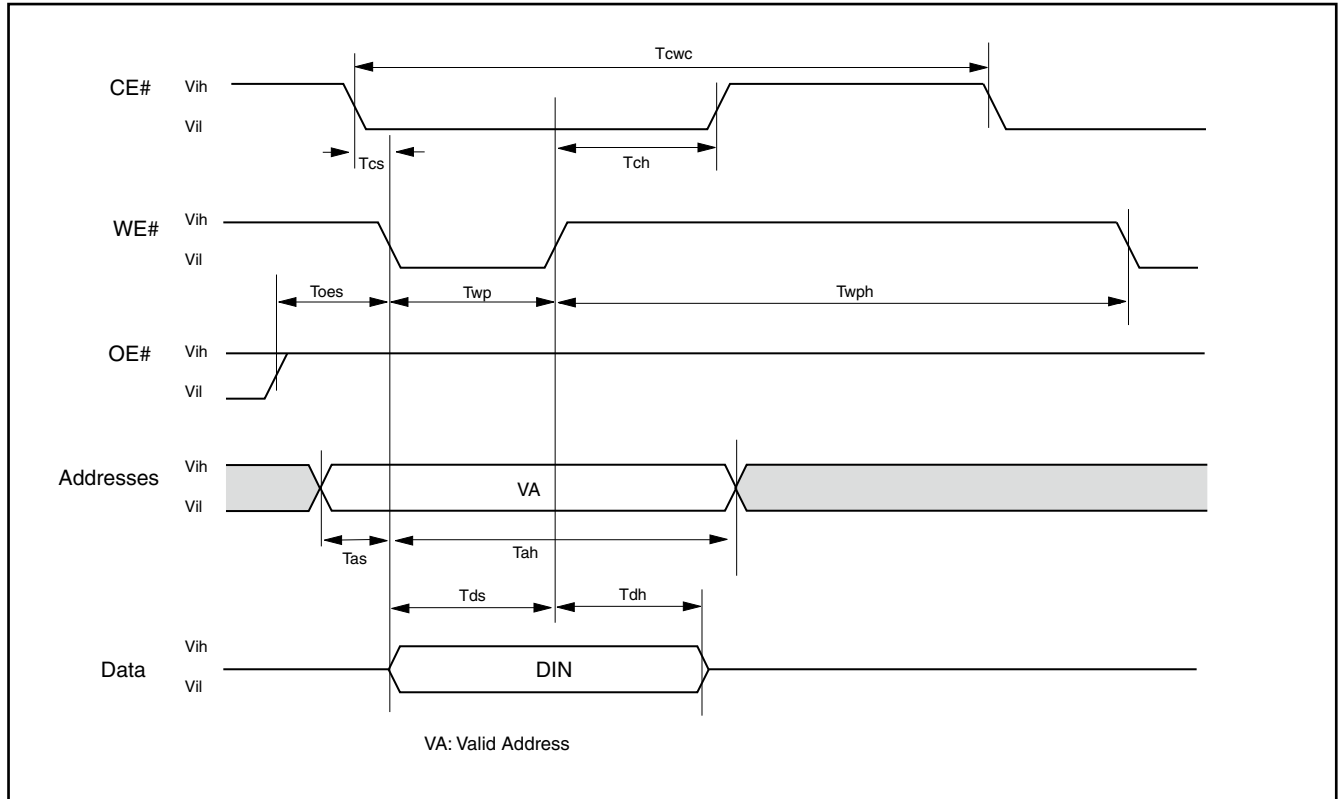 Tcwc
CE#
Vih
Vil
Tcs
Tch
WE#
Vih
Vil
Toes
Twp
Twph
OE#
Vih
Vil
Addresses
Vih
Vil
VA
Tas
Tah
Tds
Tdh
Data
Vih
Vil
DIN
VA: Valid Address